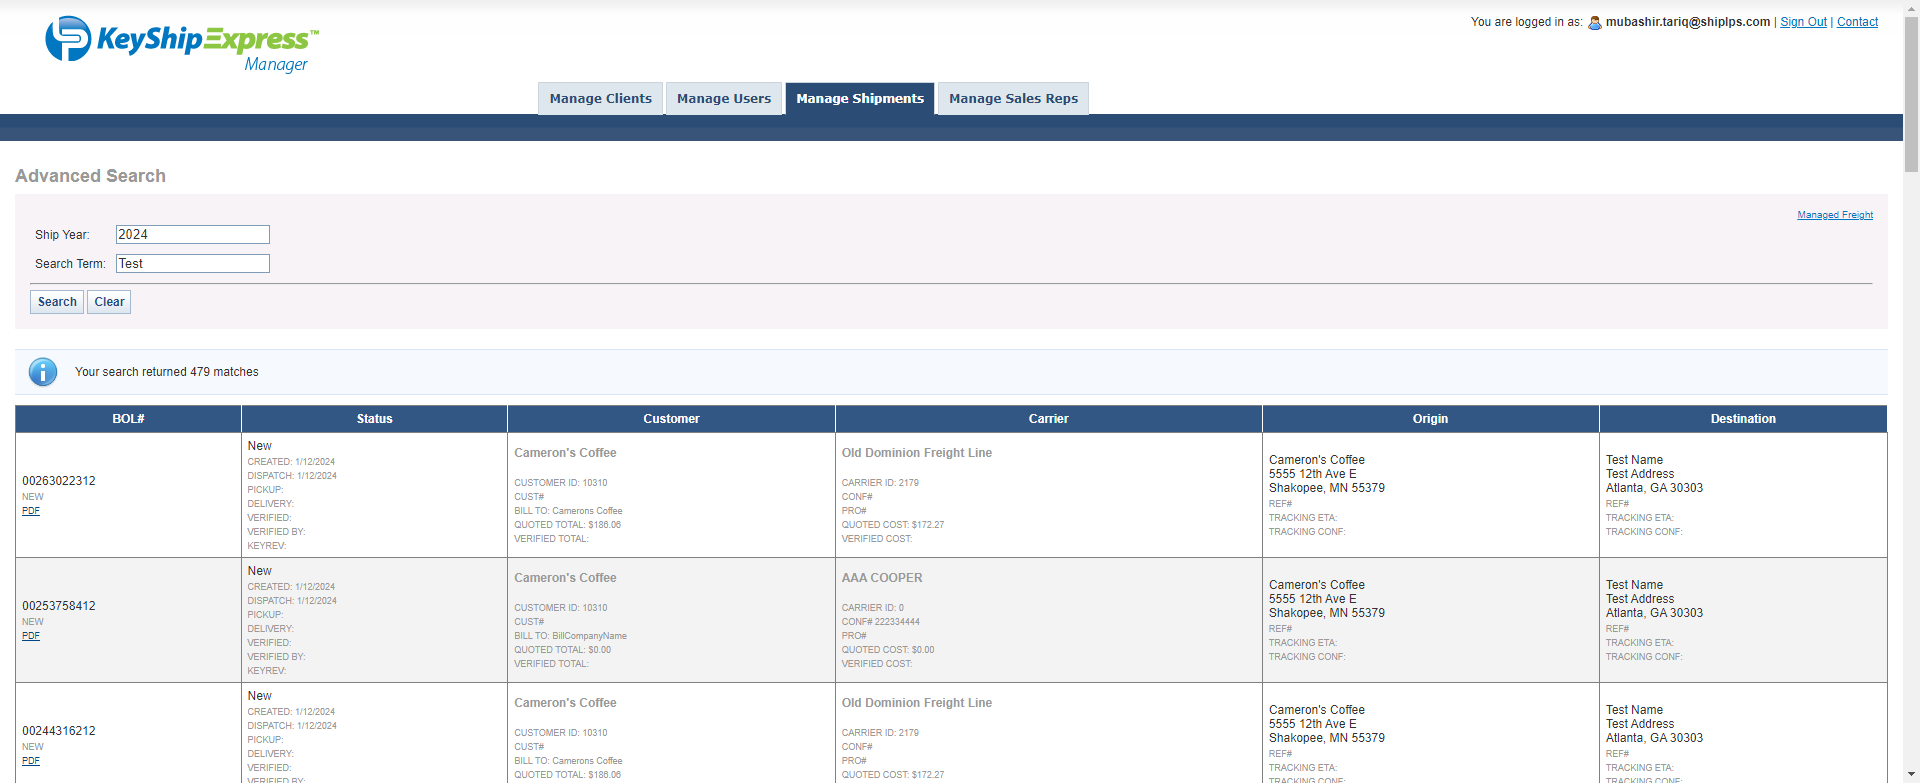 KeyShipExpress™
Manager
You are logged in as: mubashir.tariq@shiplps.com | Sign Out | Contact
Manage Clients Manage Users Manage Shipments Manage Sales Reps
Advanced Search
Managed Freight
Ship Year: 2024
Search Term: Test
Search Clear
Your search returned 479 matches
BOL# Status Customer Carrier Origin Destination
00263022312
NEW
PDF
New
CREATED: 1/12/2024
DISPATCH: 1/12/2024
PICKUP:
DELIVERY:
VERIFIED:
VERIFIED BY:
KEYREV:
Cameron's Coffee
CUSTOMER ID: 10310
CUST#
BILL TO: Camerons Coffee
QUOTED TOTAL: $186.06
VERIFIED TOTAL:
Old Dominion Freight Line
CARRIER ID: 2179
CONF#
PRO#
QUOTED COST: $172.27
VERIFIED COST:
Cameron's Coffee
5555 12th Ave E
Shakopee, MN 55379
REF#
TRACKING ETA:
TRACKING CONF:
Test Name
Test Address
Atlanta, GA 30303
REF#
TRACKING ETA:
TRACKING CONF:
00253758412
NEW
PDF
New
CREATED: 1/12/2024
DISPATCH: 1/12/2024
PICKUP:
DELIVERY:
VERIFIED:
VERIFIED BY:
KEYREV:
Cameron's Coffee
CUSTOMER ID: 10310
CUST#
BILL TO: BillCompanyName
QUOTED TOTAL: $0.00
VERIFIED TOTAL:
AAA COOPER
CARRIER ID: 0
CONF# 222334444
PRO#
QUOTED COST: $0.00
VERIFIED COST:
Cameron's Coffee
5555 12th Ave E
Shakopee, MN 55379
REF#
TRACKING ETA:
TRACKING CONF:
Test Name
Test Address
Atlanta, GA 30303
REF#
TRACKING ETA:
TRACKING CONF:
00244316212
NEW
PDF
New
CREATED: 1/12/2024
DISPATCH: 1/12/2024
PICKUP:
DELIVERY:
VERIFIED:
VERIFIED BY:
Cameron's Coffee
CUSTOMER ID: 10310
CUST#
BILL TO: Camerons Coffee
QUOTED TOTAL: $186.06
Old Dominion Freight Line
CARRIER ID: 2179
CONF#
PRO#
QUOTED COST: $172.27
Cameron's Coffee
5555 12th Ave E
Shakopee, MN 55379
REF#
TRACKING ETA:
TRACKING CONF:
Test Name
Test Address
Atlanta, GA 30303
REF#
TRACKING ETA:
TRACKING CONF: